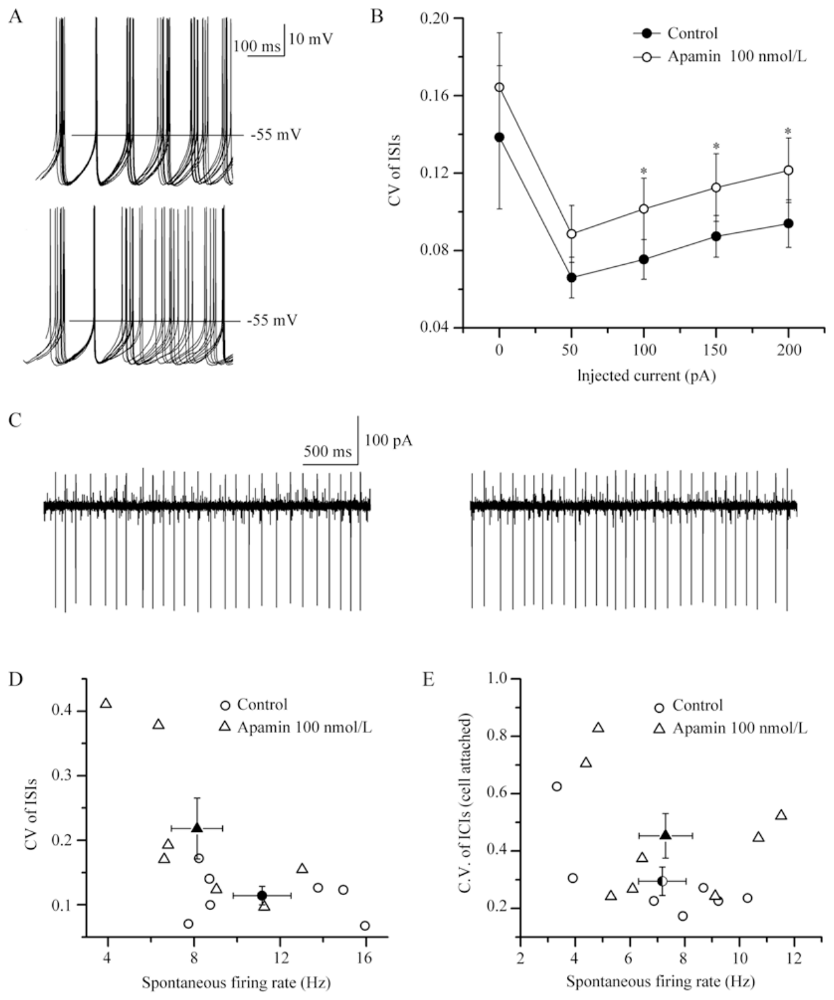 A
100 ms
10 mV
-55 mV
-55 mV
B
0.20
0.16
0.12
0.08
0.04
CV of ISIs
Control
Apamin 100 nmol/L
*
*
*
0
50
100
150
200
Injected current (pA)
C
500 ms
100 pA
D
0.4
0.3
0.2
0.1
CV of ISIs
Control
Apamin 100 nmol/L
4
8
12
16
Spontaneous firing rate (Hz)
E
1.0
0.8
0.6
0.4
0.2
C.V. of ICIs (cell attached)
Control
Apamin 100 nmol/L
2
4
6
8
10
12
Spontaneous firing rate (Hz)